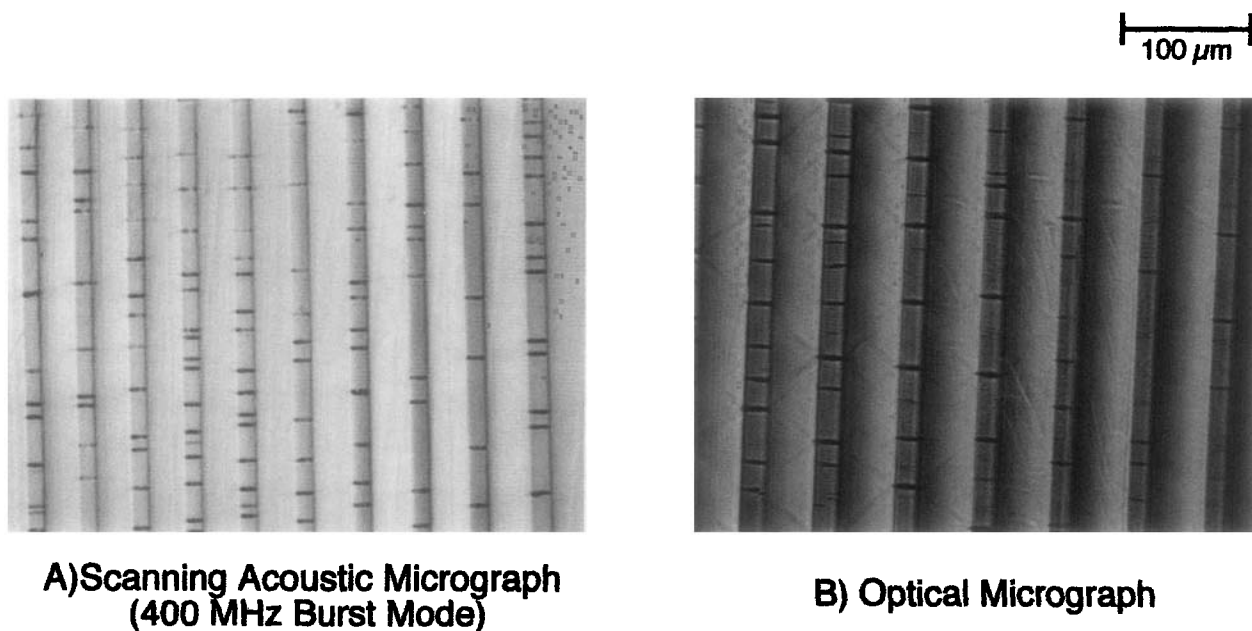 100 μm
A)Scanning Acoustic Micrograph
(400 MHz Burst Mode)
B) Optical Micrograph